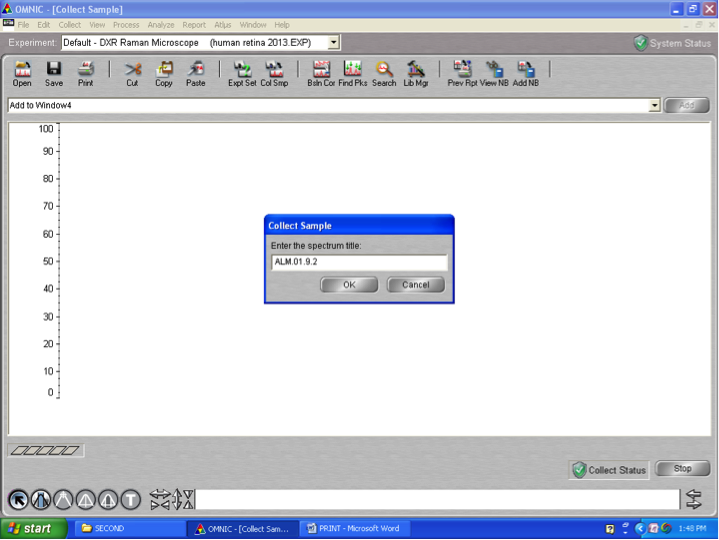 OMNIC - [Collect Sample]
File Edit Collect View Process Analyze Report Atlμs Window Help
Experiment: Default - DXR Raman Microscope (human retina 2013.EXP)
System Status
Open Save Print Cut Copy Paste Expt Set Col Smp Bsln Cor Find Pks Search Lib Mgr Prev Rpt View NB Add NB
Add to Window4
Add
100
90
80
70
60
50
40
30
20
10
0
Collect Sample
Enter the spectrum title:
ALM.01.9.2
OK Cancel
Collect Status Stop
T
start SECOND OMNIC - [Collect Sam... PRINT - Microsoft Word 1:48 PM